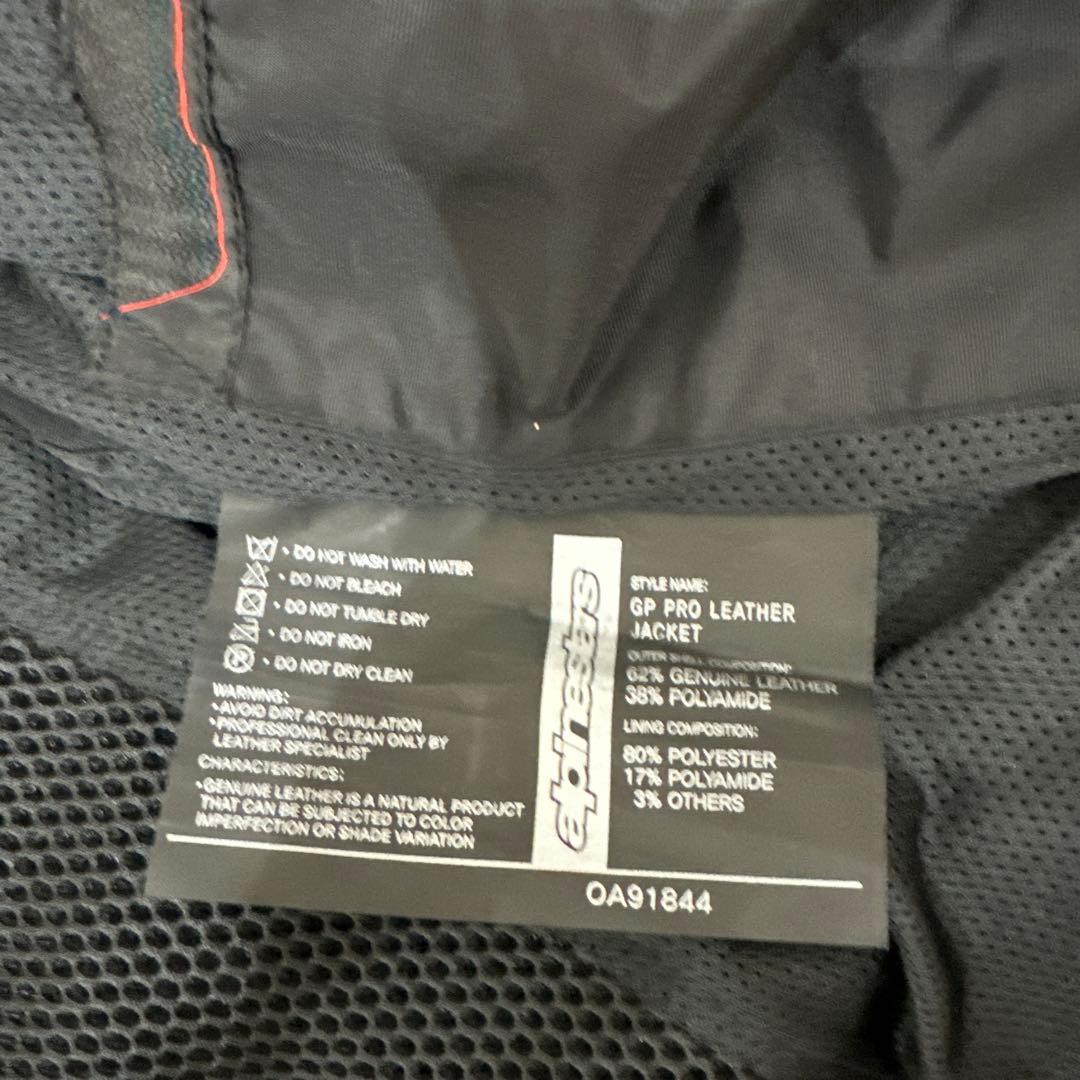 • DO NOT WASH WITH WATER
• DO NOT BLEACH
• DO NOT TUMBLE DRY
• DO NOT IRON
• DO NOT DRY CLEAN
WARNING:
•AVOID DIRT ACCUMULATION
•PROFESSIONAL CLEAN ONLY BY
LEATHER SPECIALIST
CHARACTERISTICS:
•GENUINE LEATHER IS A NATURAL PRODUCT
THAT CAN BE SUBJECTED TO COLOR
IMPERFECTION OR SHADE VARIATION
alpinestars
STYLE NAME:
GP PRO LEATHER
JACKET
OUTER SHELL COMPOSITION:
62% GENUINE LEATHER
38% POLYAMIDE
LINING COMPOSITION:
80% POLYESTER
17% POLYAMIDE
3% OTHERS
OA91844